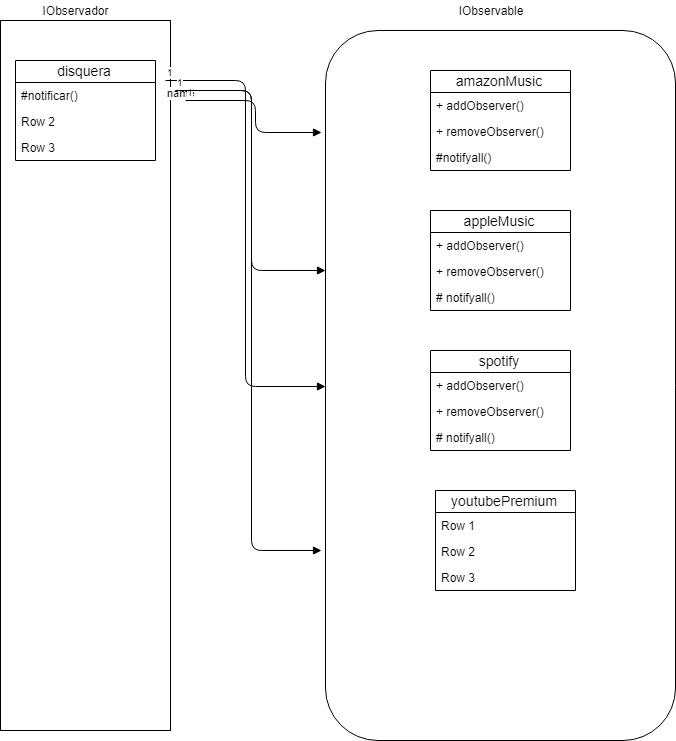 IObservador
IObservable
disquera
#notificar()
Row 2
Row 3
1
1
amazonMusic
+ addObserver()
+ removeObserver()
#notifyall()
appleMusic
+ addObserver()
+ removeObserver()
# notifyall()
spotify
+ addObserver()
+ removeObserver()
# notifyall()
youtubePremium
Row 1
Row 2
Row 3